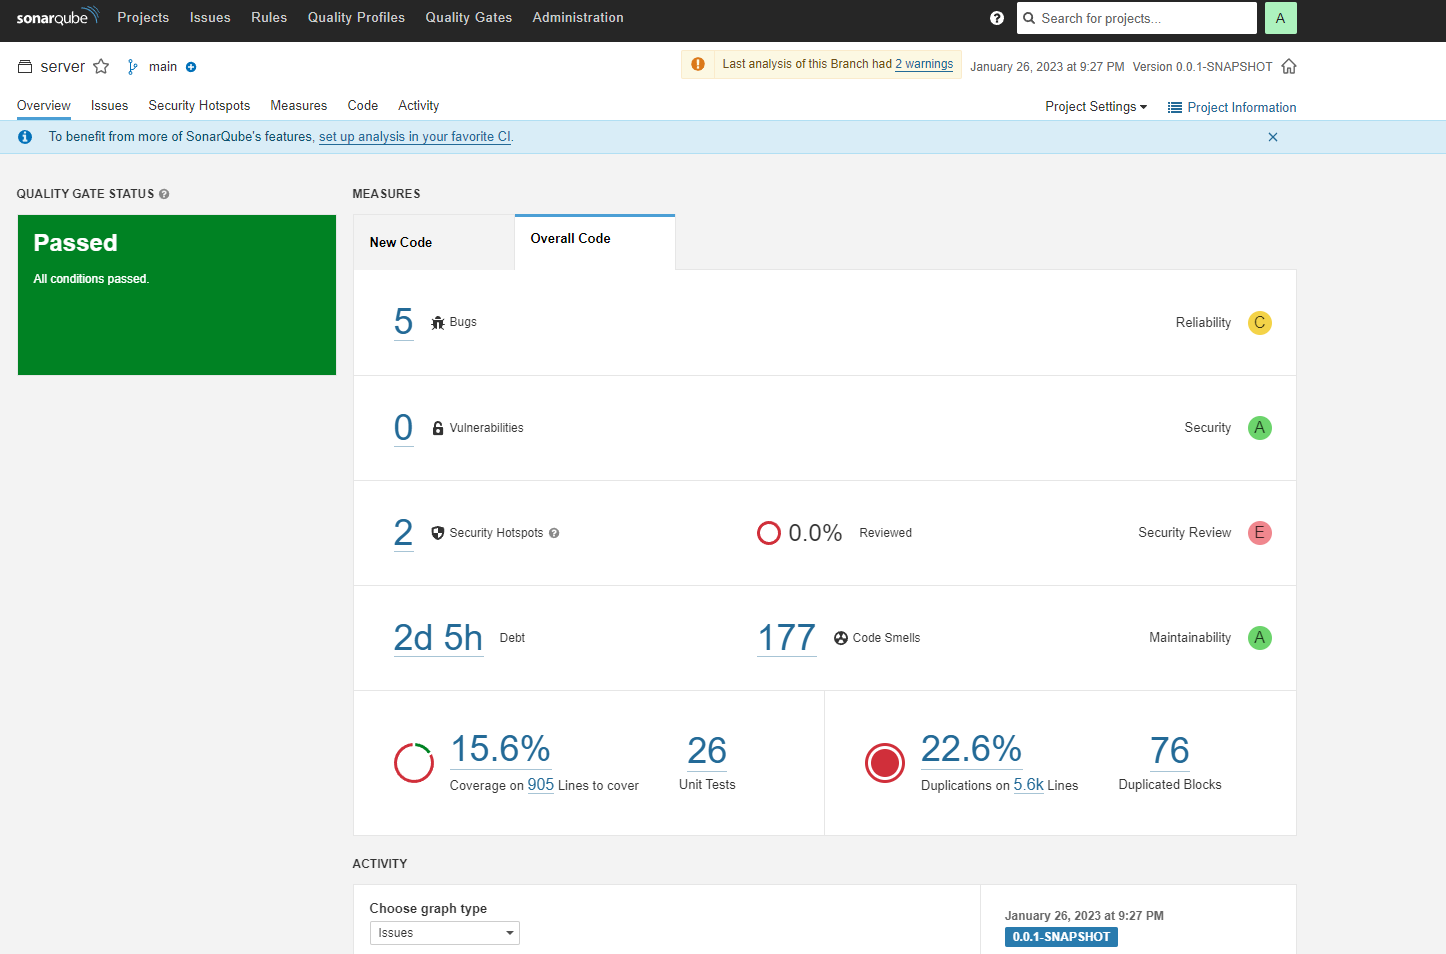 sonarqube Projects Issues Rules Quality Profiles Quality Gates Administration ? Search for projects... A
server main Last analysis of this Branch had 2 warnings January 26, 2023 at 9:27 PM Version 0.0.1-SNAPSHOT
Overview Issues Security Hotspots Measures Code Activity Project Settings Project Information
To benefit from more of SonarQube's features, set up analysis in your favorite CI.
QUALITY GATE STATUS ?
Passed
All conditions passed.
MEASURES
New Code Overall Code
5 Bugs Reliability C
0 Vulnerabilities Security A
2 Security Hotspots ? 0.0% Reviewed Security Review E
2d 5h Debt 177 Code Smells Maintainability A
15.6%
Coverage on 905 Lines to cover
26
Unit Tests
22.6%
Duplications on 5.6k Lines
76
Duplicated Blocks
ACTIVITY
Choose graph type
Issues
January 26, 2023 at 9:27 PM
0.0.1-SNAPSHOT